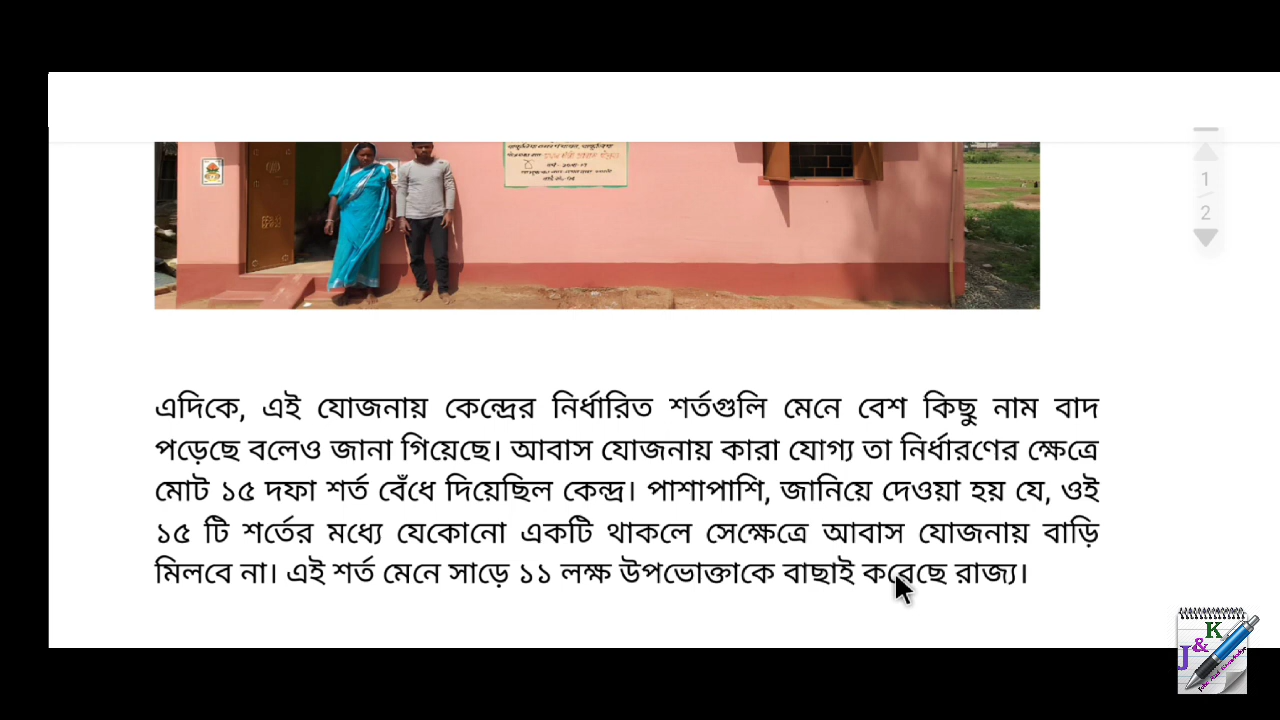 1
2
এদিকে, এই যোজনায় কেন্দ্রের নির্ধারিত শর্তগুলি মেনে বেশ কিছু নাম বাদ
পড়েছে বলেও জানা গিয়েছে। আবাস যোজনায় কারা যোগ্য তা নির্ধারণের ক্ষেত্রে
মোট ১৫ দফা শর্ত বেঁধে দিয়েছিল কেন্দ্র। পাশাপাশি, জানিয়ে দেওয়া হয় যে, ওই
১৫ টি শর্তের মধ্যে যেকোনো একটি থাকলে সেক্ষেত্রে আবাস যোজনায় বাড়ি
মিলবে না। এই শর্ত মেনে সাড়ে ১১ লক্ষ উপভোক্তাকে বাছাই করেছে রাজ্য।
J&K